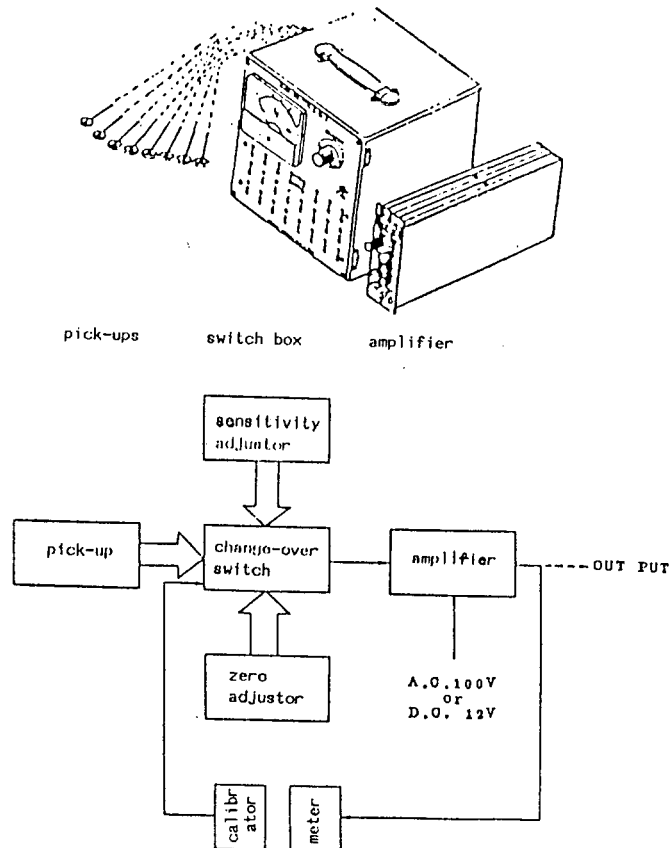 pick-ups switch box amplifier
sensitivity
adjustor
pick-up
change-over
switch
amplifier
OUT PUT
zero
adjustor
A.C.100V
or
D.C. 12V
calibr
ator
meter